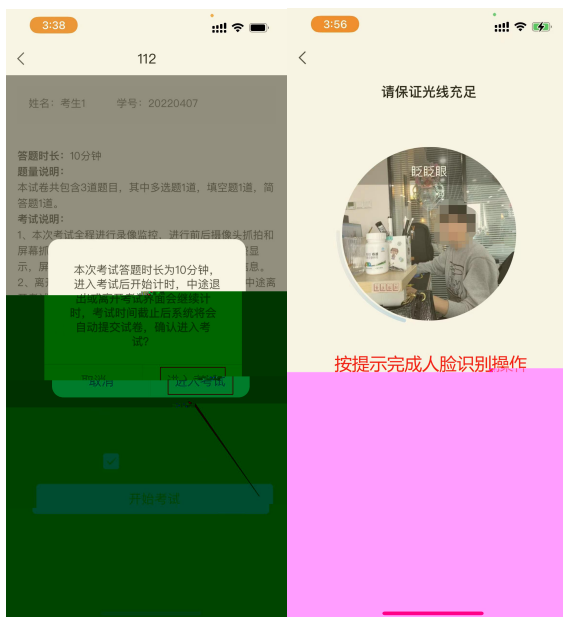 3:38
112
姓名：考生1 学号：20220407
答题时长：10分钟
题量说明：
本试卷共包含3道题目，其中多选题1道，填空题1道，简
答题1道。
考试说明：
1、本次考试全程进行录像监控，进行前后摄像头抓拍和
屏幕抓
显
示，屏
信息。
2、离
中途离
本次考试答题时长为10分钟，
进入考试后开始计时，中途退
出或离开考试界面会继续计
时，考试时间截止后系统将会
自动提交试卷，确认进入考
试？
取消 进入考试
开始考试
3:56
请保证光线充足
眨眨眼
按提示完成人脸识别操作